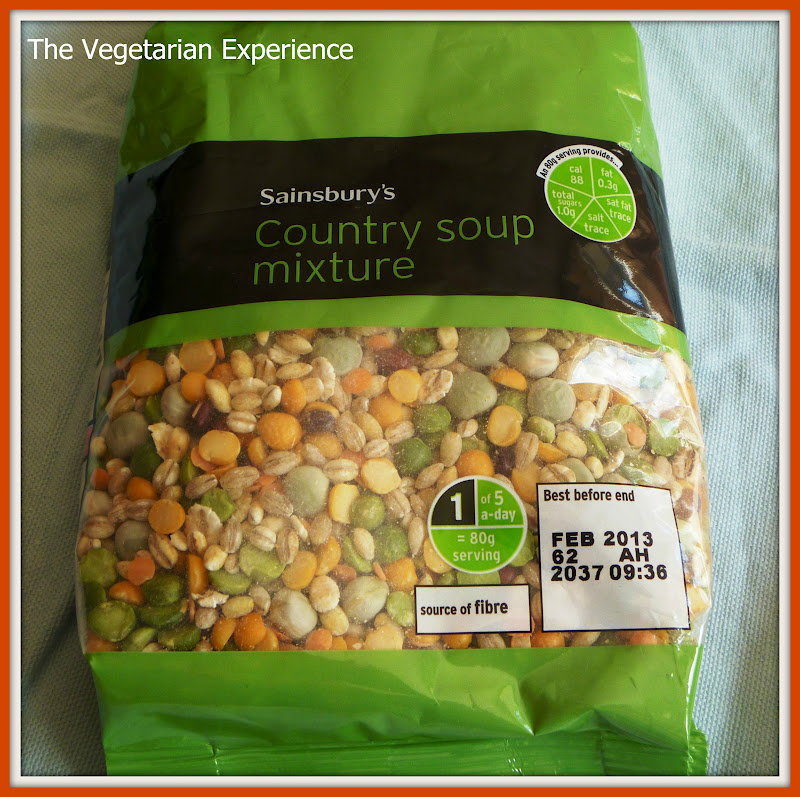 The Vegetarian Experience
An 80g serving provides...
cal
88
fat
0.3g
total
sugars
1.0g
sat fat
trace
salt
trace
Sainsbury's
Country soup
mixture
1
of 5
a-day
= 80g
serving
Best before end
FEB 2013
62 AH
2037 09:36
source of fibre